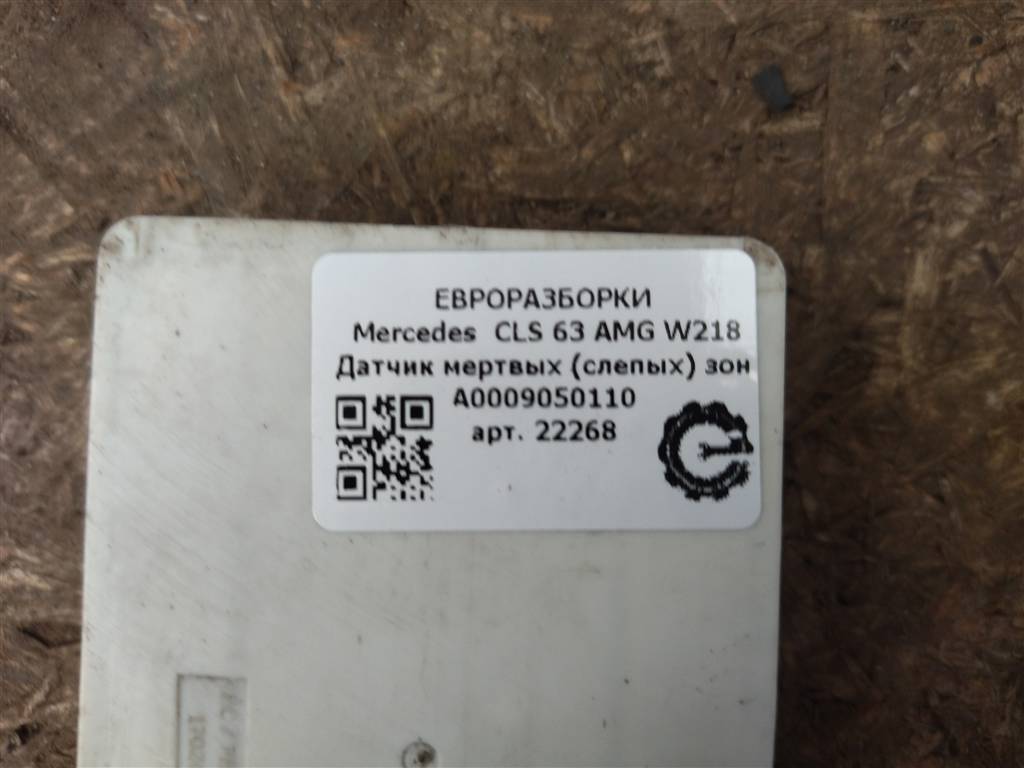 ЕВРОРАЗБОРКИ
Mercedes CLS 63 AMG W218
Датчик мертвых (слепых) зон
A0009050110
арт. 22268